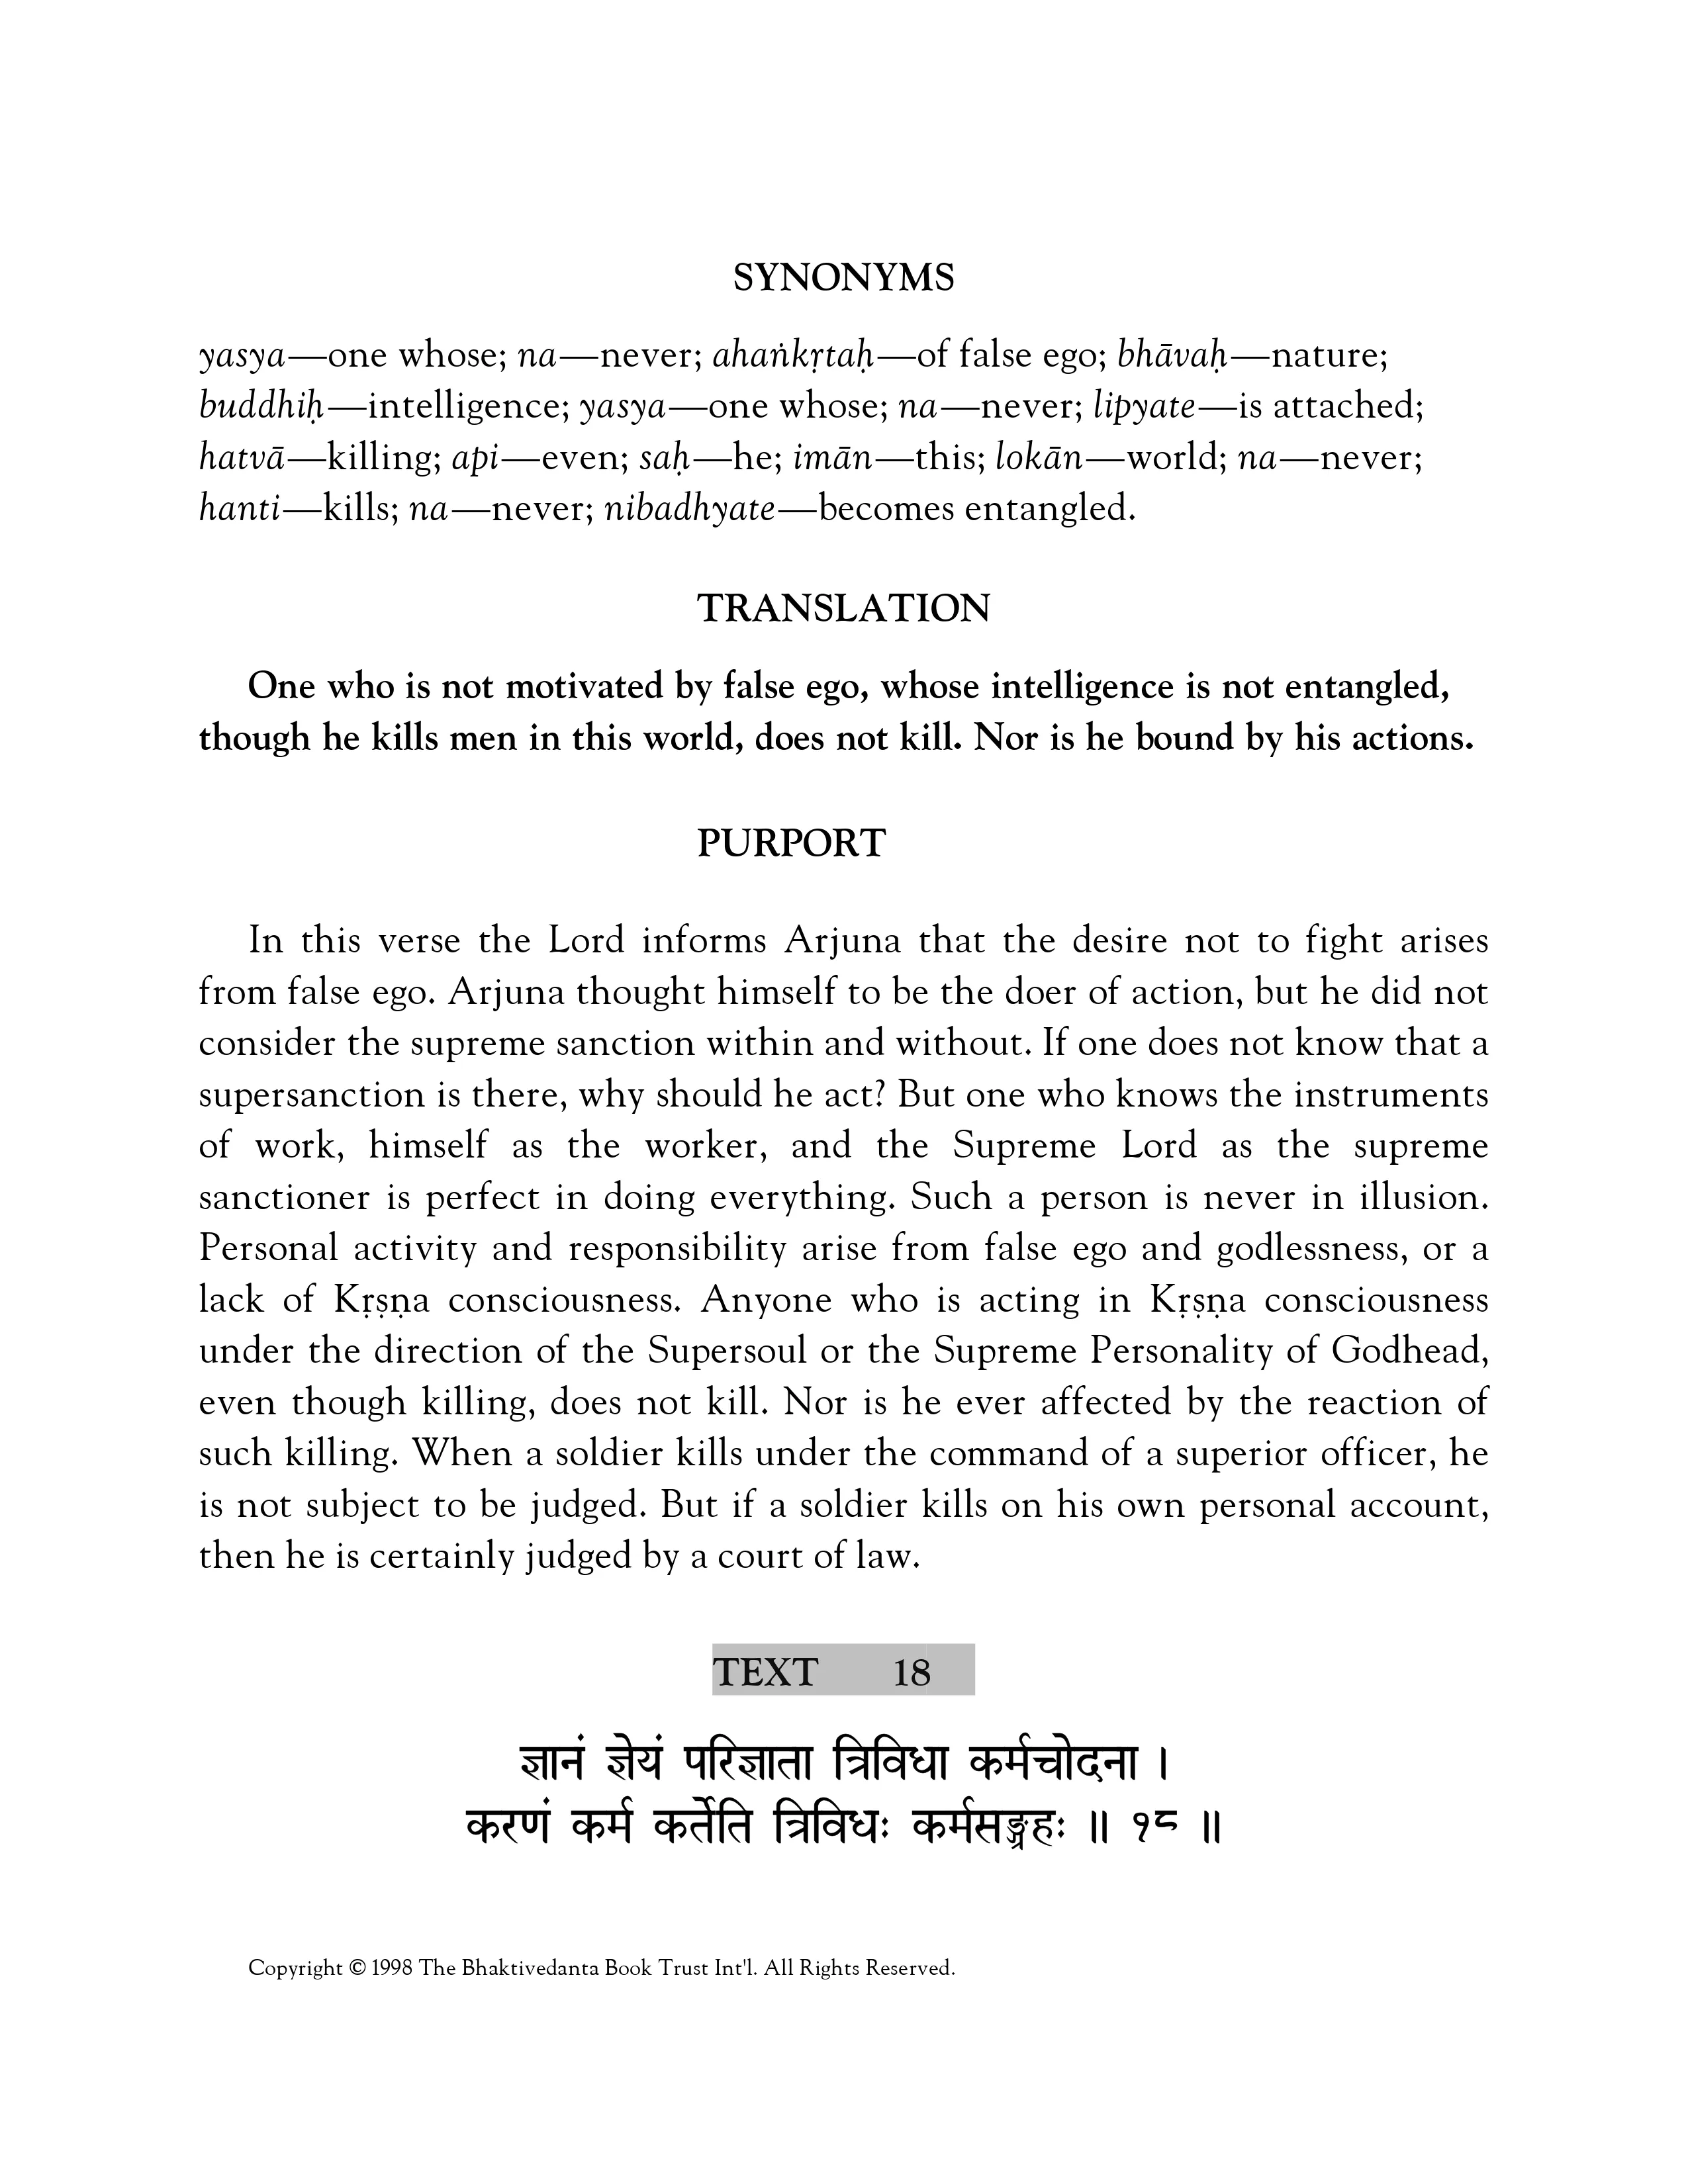 SYNONYMS
yasya—one whose; na—never; ahaṅkṛtaḥ—of false ego; bhāvaḥ—nature;
buddhiḥ—intelligence; yasya—one whose; na—never; lipyate—is attached;
hatvā—killing; api—even; saḥ—he; imān—this; lokān—world; na—never;
hanti—kills; na—never; nibadhyate—becomes entangled.
TRANSLATION
One who is not motivated by false ego, whose intelligence is not entangled,
though he kills men in this world, does not kill. Nor is he bound by his actions.
PURPORT
In this verse the Lord informs Arjuna that the desire not to fight arises
from false ego. Arjuna thought himself to be the doer of action, but he did not
consider the supreme sanction within and without. If one does not know that a
supersanction is there, why should he act? But one who knows the instruments
of work, himself as the worker, and the Supreme Lord as the supreme
sanctioner is perfect in doing everything. Such a person is never in illusion.
Personal activity and responsibility arise from false ego and godlessness, or a
lack of Kṛṣṇa consciousness. Anyone who is acting in Kṛṣṇa consciousness
under the direction of the Supersoul or the Supreme Personality of Godhead,
even though killing, does not kill. Nor is he ever affected by the reaction of
such killing. When a soldier kills under the command of a superior officer, he
is not subject to be judged. But if a soldier kills on his own personal account,
then he is certainly judged by a court of law.
TEXT 18
ज्ञानं ज्ञेयं परिज्ञाता त्रिविधा कर्मचोदना ।
करणं कर्म कर्तेति त्रिविधः कर्मसङ्ग्रहः ॥ १८ ॥
Copyright © 1998 The Bhaktivedanta Book Trust Int'l. All Rights Reserved.